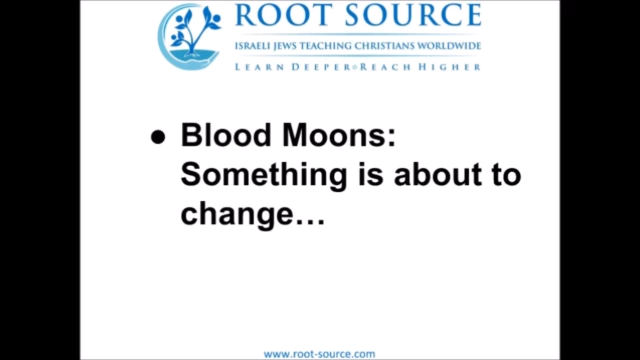 ROOT SOURCE
ISRAELI JEWS TEACHING CHRISTIANS WORLDWIDE
LEARN DEEPER REACH HIGHER
● Blood Moons:
Something is about to
change…
www.root-source.com